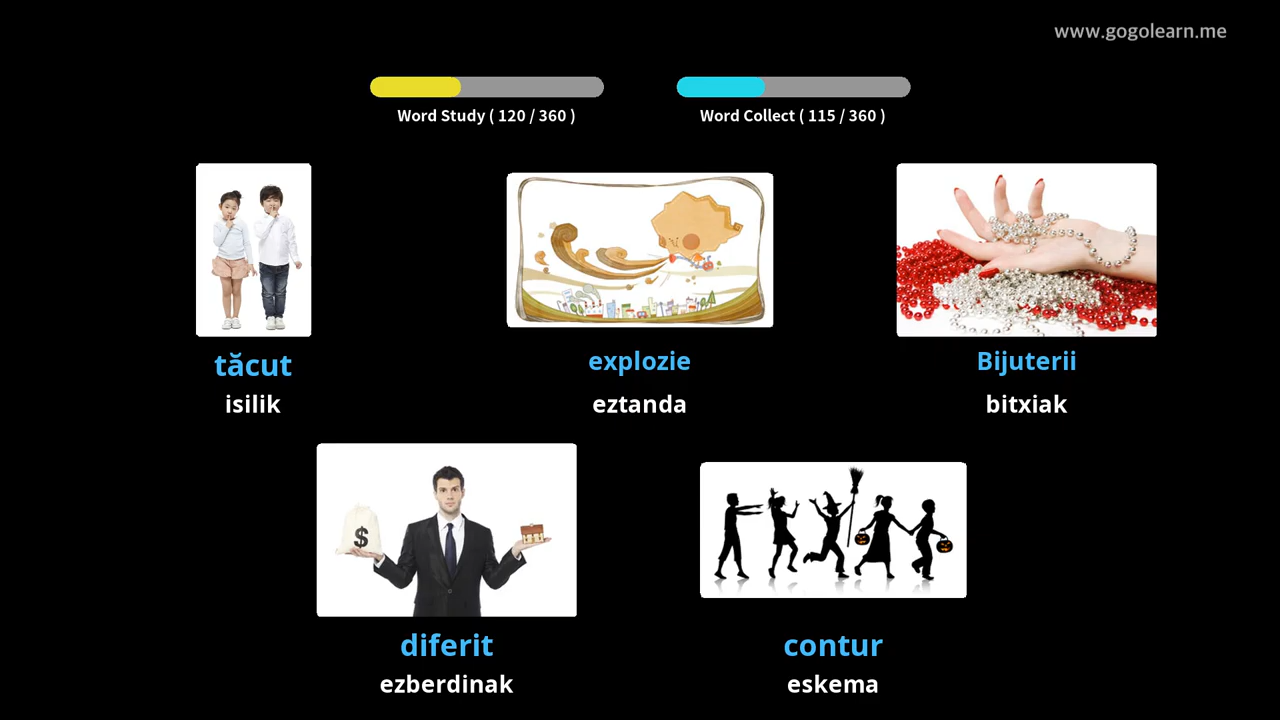 www.gogolearn.me
Word Study ( 120 / 360 )
Word Collect ( 115 / 360 )
tăcut
isilik
explozie
eztanda
Bijuterii
bitxiak
$
diferit
ezberdinak
contur
eskema